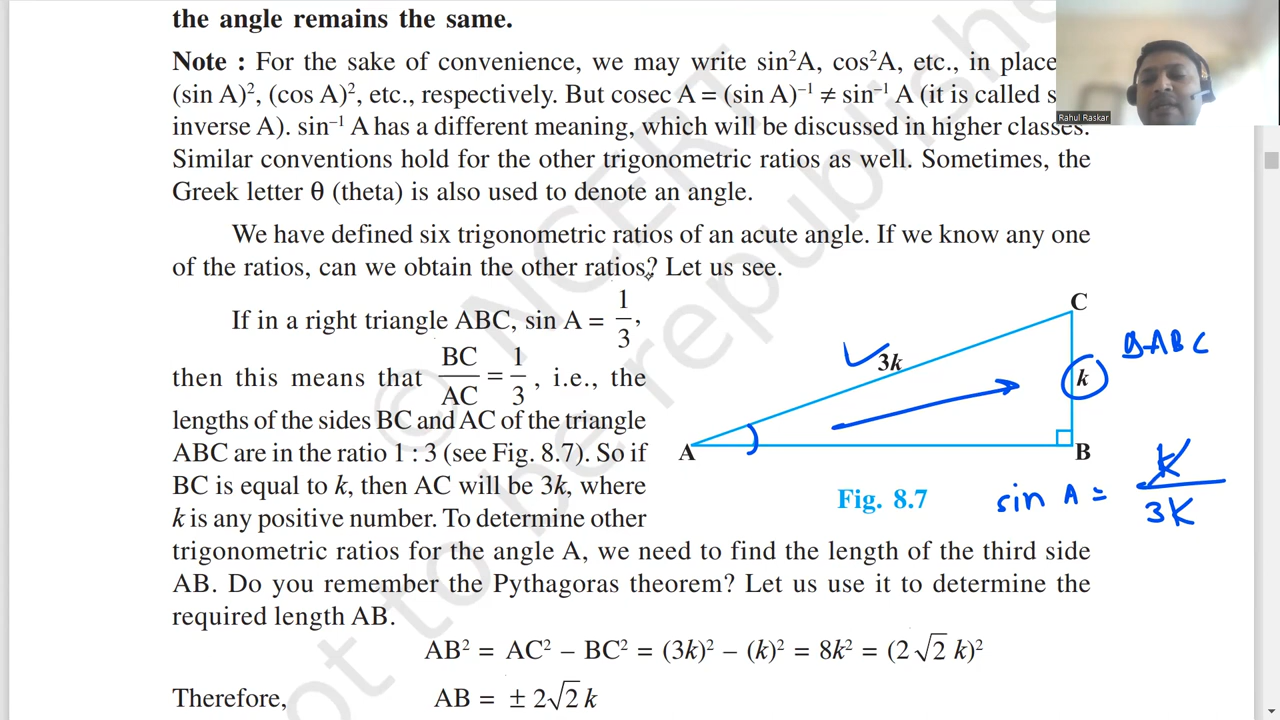 the angle remains the same.
Note : For the sake of convenience, we may write sin²A, cos²A, etc., in place
(sin A)², (cos A)², etc., respectively. But cosec A = (sin A)⁻¹ ≠ sin⁻¹ A (it is called s
inverse A). sin⁻¹ A has a different meaning, which will be discussed in higher classes.
Similar conventions hold for the other trigonometric ratios as well. Sometimes, the
Greek letter θ (theta) is also used to denote an angle.
We have defined six trigonometric ratios of an acute angle. If we know any one
of the ratios, can we obtain the other ratios? Let us see.
If in a right triangle ABC, sin A = 1/3,
then this means that BC/AC = 1/3, i.e., the
lengths of the sides BC and AC of the triangle
ABC are in the ratio 1 : 3 (see Fig. 8.7). So if
BC is equal to k, then AC will be 3k, where
k is any positive number. To determine other
trigonometric ratios for the angle A, we need to find the length of the third side
AB. Do you remember the Pythagoras theorem? Let us use it to determine the
required length AB.
AB² = AC² – BC² = (3k)² – (k)² = 8k² = (2√2 k)²
Therefore, AB = ± 2√2 k
C
3k
k
ABC
A
B
Fig. 8.7
sin A = K/3K
Rahul Raskar
© NCERT
not to be republished